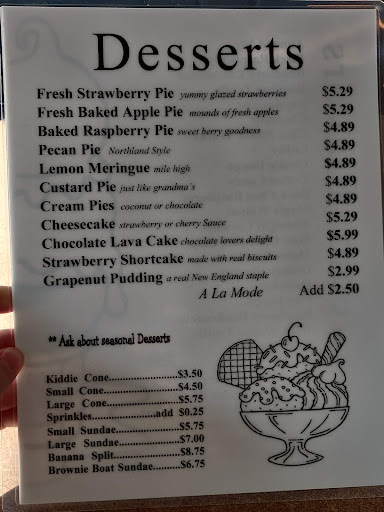 Desserts
Fresh Strawberry Pie yummy glazed strawberries $5.29
Fresh Baked Apple Pie mounds of fresh apples $5.29
Baked Raspberry Pie sweet berry goodness $4.89
Pecan Pie Northland Style $4.89
Lemon Meringue mile high $4.89
Custard Pie just like grandma's $4.89
Cream Pies coconut or chocolate $4.89
Cheesecake strawberry or cherry Sauce $5.29
Chocolate Lava Cake chocolate lovers delight $5.99
Strawberry Shortcake made with real biscuits $4.89
Grapenut Pudding a real New England staple $2.99
A La Mode Add $2.50
** Ask about seasonal Desserts
Kiddie Cone.......................$3.50
Small Cone........................$4.50
Large Cone........................$5.75
Sprinkles.....................add $0.25
Small Sundae.....................$5.75
Large Sundae.....................$7.00
Banana Split......................$8.75
Brownie Boat Sundae.........$6.75